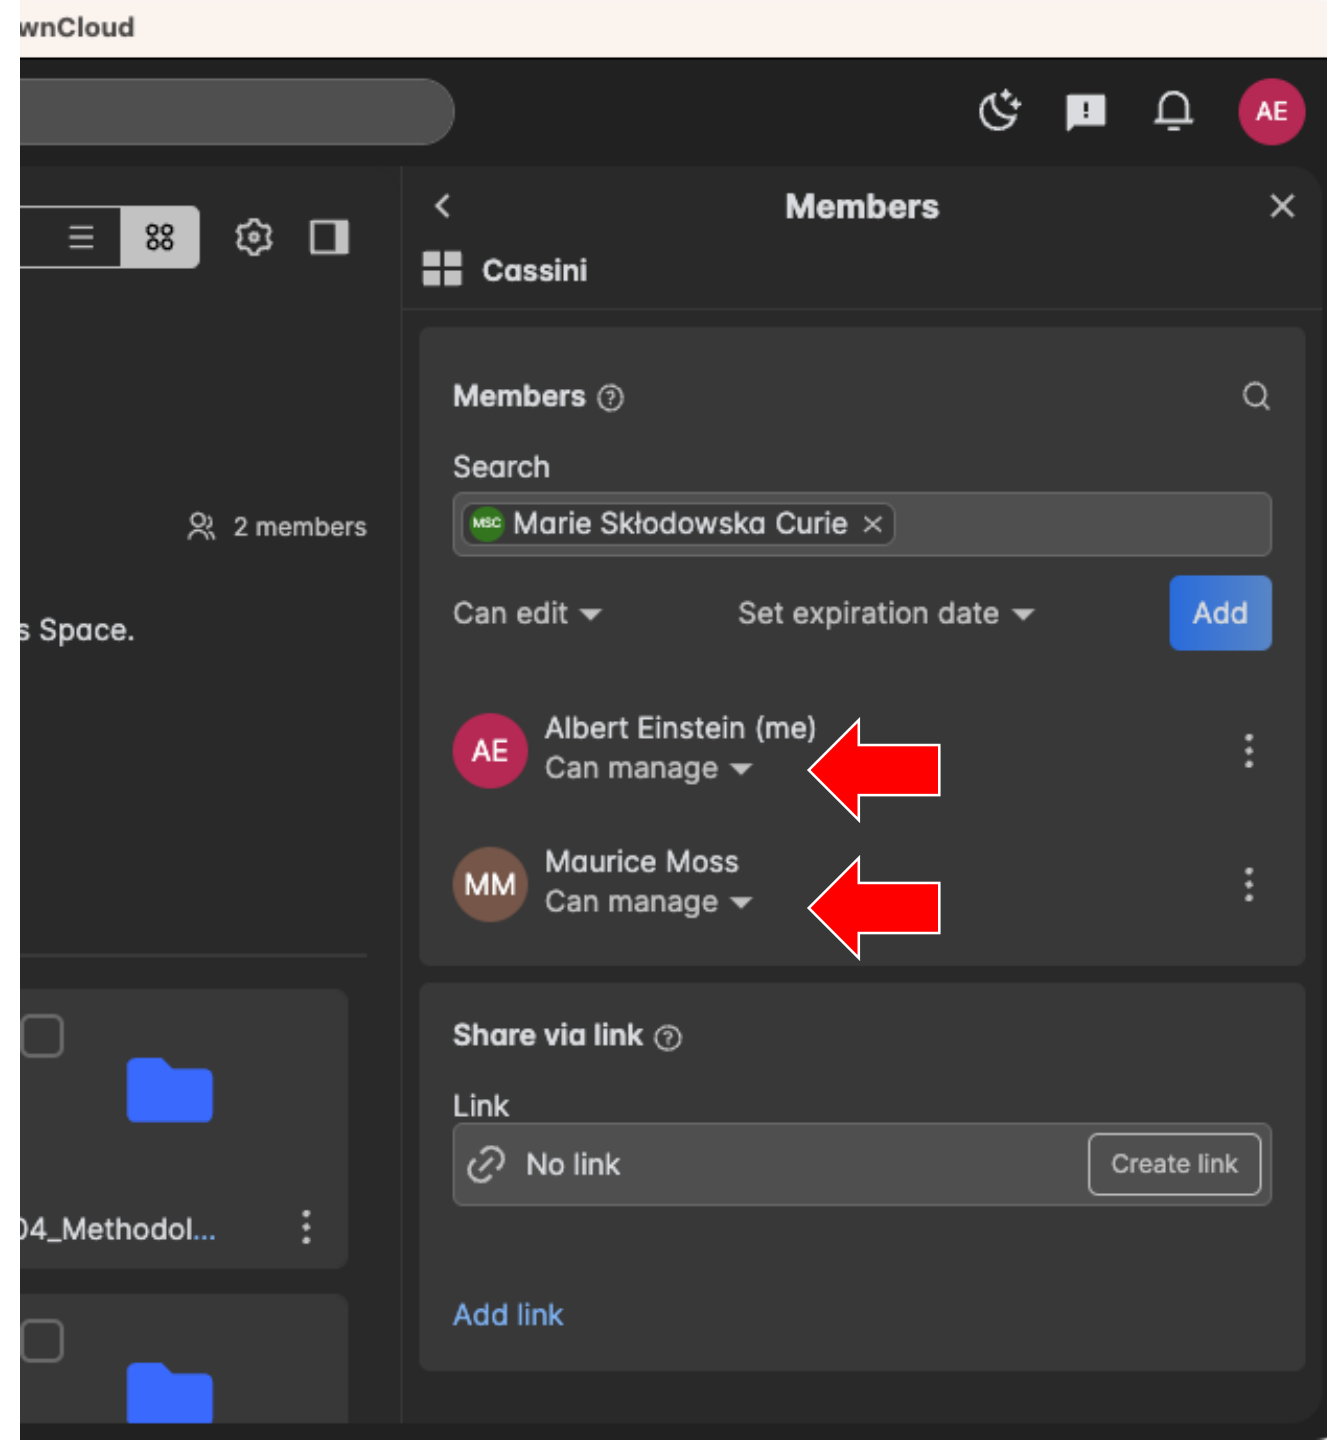 wnCloud
AE
Members
Cassini
Members
Search
MSC Marie Skłodowska Curie
2 members
Can edit
Set expiration date
Add
s Space.
AE
Albert Einstein (me)
Can manage
MM
Maurice Moss
Can manage
Share via link
Link
No link
Create link
04_Methodol...
Add link